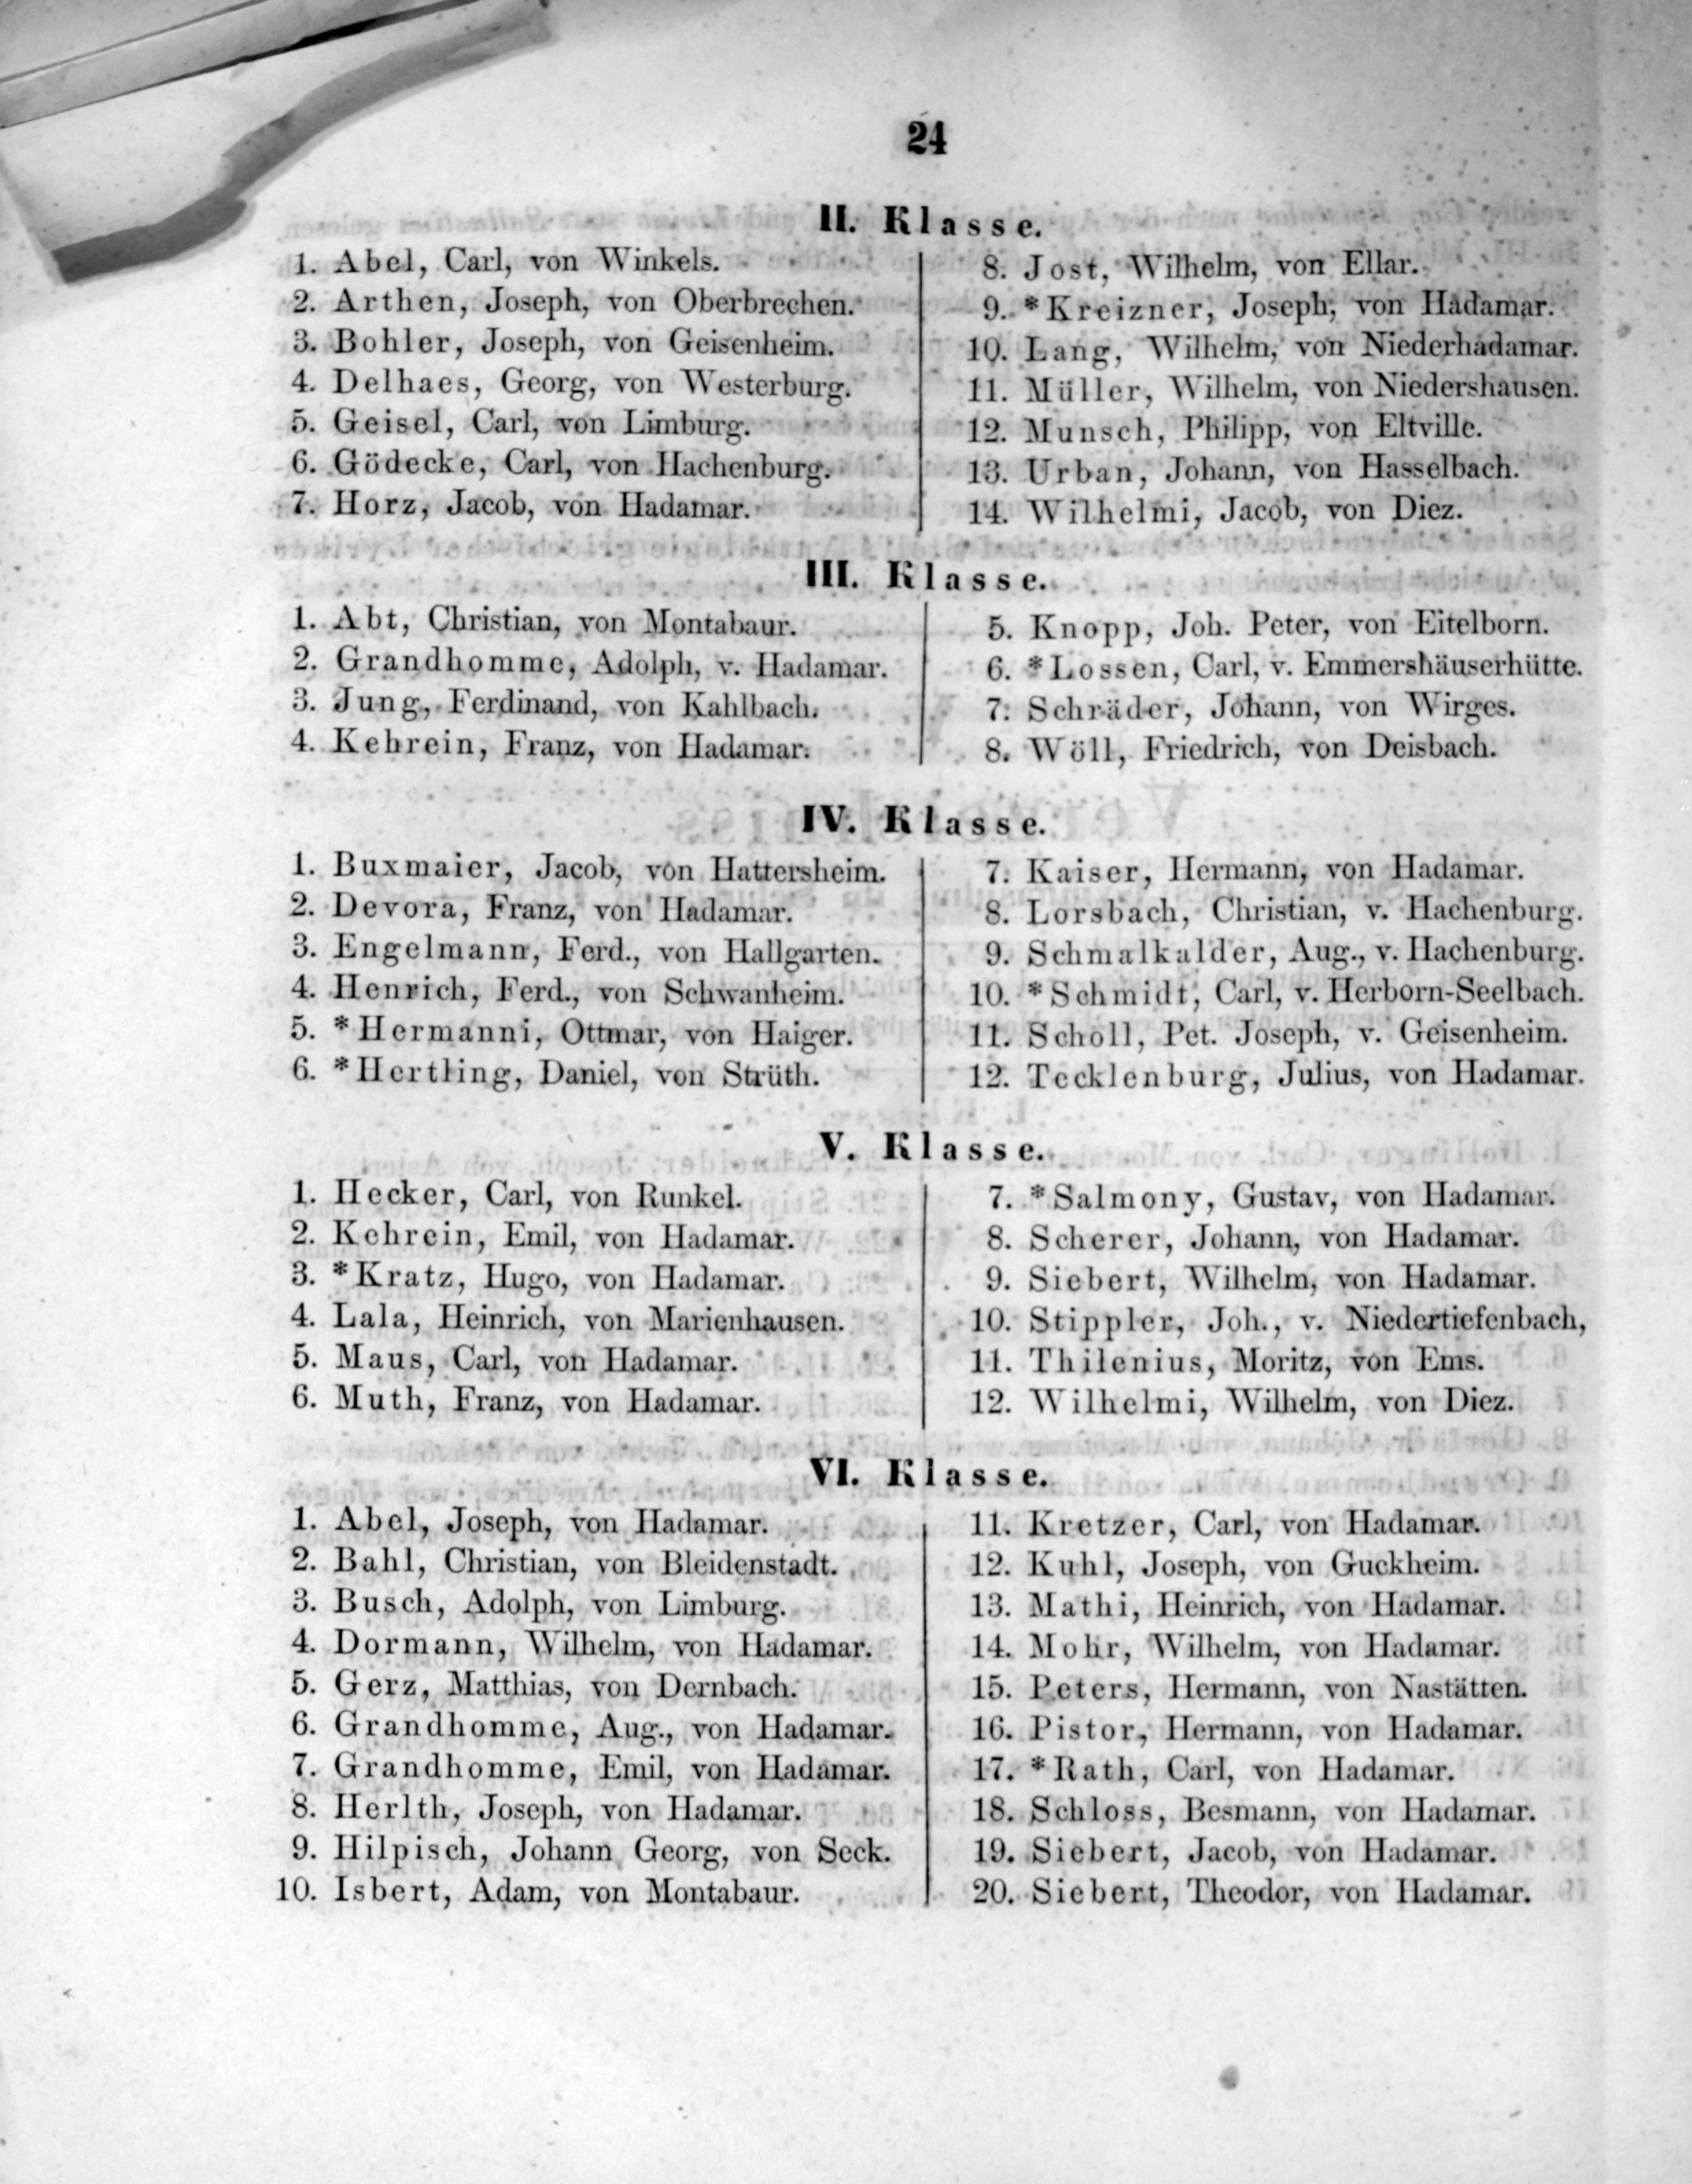 24
II. Klasse.
1. Abel, Carl, von Winkels.
2. Arthen, Joseph, von Oberbrechen.
3. Bohler, Joseph, von Geisenheim.
4. Delhaes, Georg, von Westerburg.
5. Geisel, Carl, von Limburg.
6. Gödecke, Carl, von Hachenburg.
7. Horz, Jacob, von Hadamar.
8. Jost, Wilhelm, von Ellar.
9. *Kreizner, Joseph, von Hadamar.
10. Lang, Wilhelm, von Niederhadamar.
11. Müller, Wilhelm, von Niedershausen.
12. Munsch, Philipp, von Eltville.
13. Urban, Johann, von Hasselbach.
14. Wilhelmi, Jacob, von Diez.
III. Klasse.
1. Abt, Christian, von Montabaur.
2. Grandhomme, Adolph, v. Hadamar.
3. Jung, Ferdinand, von Kahlbach.
4. Kehrein, Franz, von Hadamar.
5. Knopp, Joh. Peter, von Eitelborn.
6. *Lossen, Carl, v. Emmershäuserhütte.
7. Schräder, Johann, von Wirges.
8. Wöll, Friedrich, von Deisbach.
IV. Klasse.
1. Buxmaier, Jacob, von Hattersheim.
2. Devora, Franz, von Hadamar.
3. Engelmann, Ferd., von Hallgarten.
4. Henrich, Ferd., von Schwanheim.
5. *Hermanni, Ottmar, von Haiger.
6. *Hertling, Daniel, von Strüth.
7. Kaiser, Hermann, von Hadamar.
8. Lorsbach, Christian, v. Hachenburg.
9. Schmalkalder, Aug., v. Hachenburg.
10. *Schmidt, Carl, v. Herborn-Seelbach.
11. Scholl, Pet. Joseph, v. Geisenheim.
12. Tecklenburg, Julius, von Hadamar.
V. Klasse.
1. Hecker, Carl, von Runkel.
2. Kehrein, Emil, von Hadamar.
3. *Kratz, Hugo, von Hadamar.
4. Lala, Heinrich, von Marienhausen.
5. Maus, Carl, von Hadamar.
6. Muth, Franz, von Hadamar.
7. *Salmony, Gustav, von Hadamar.
8. Scherer, Johann, von Hadamar.
9. Siebert, Wilhelm, von Hadamar.
10. Stippler, Joh., v. Niedertiefenbach,
11. Thilenius, Moritz, von Ems.
12. Wilhelmi, Wilhelm, von Diez.
VI. Klasse.
1. Abel, Joseph, von Hadamar.
2. Bahl, Christian, von Bleidenstadt.
3. Busch, Adolph, von Limburg.
4. Dormann, Wilhelm, von Hadamar.
5. Gerz, Matthias, von Dernbach.
6. Grandhomme, Aug., von Hadamar.
7. Grandhomme, Emil, von Hadamar.
8. Herlth, Joseph, von Hadamar.
9. Hilpisch, Johann Georg, von Seck.
10. Isbert, Adam, von Montabaur.
11. Kretzer, Carl, von Hadamar.
12. Kuhl, Joseph, von Guckheim.
13. Mathi, Heinrich, von Hadamar.
14. Mohr, Wilhelm, von Hadamar.
15. Peters, Hermann, von Nastätten.
16. Pistor, Hermann, von Hadamar.
17. *Rath, Carl, von Hadamar.
18. Schloss, Besmann, von Hadamar.
19. Siebert, Jacob, von Hadamar.
20. Siebert, Theodor, von Hadamar.